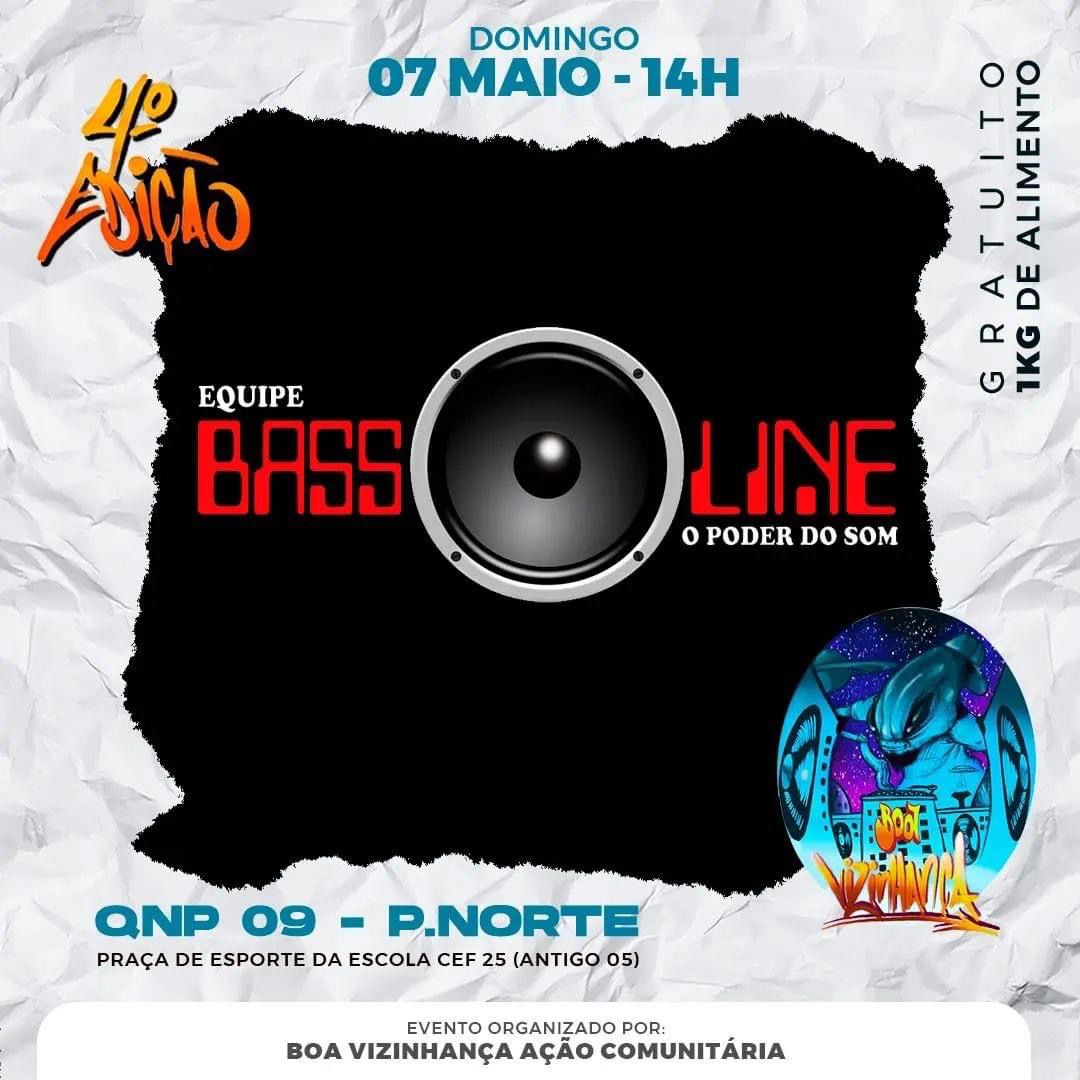 DOMINGO
07 MAIO - 14H
4º
EDIÇÃO
GRATUITO
1KG DE ALIMENTO
EQUIPE
BASS LINE
O PODER DO SOM
BOA
VIZINHANÇA
QNP 09 - P.NORTE
PRAÇA DE ESPORTE DA ESCOLA CEF 25 (ANTIGO 05)
EVENTO ORGANIZADO POR:
BOA VIZINHANÇA AÇÃO COMUNITÁRIA